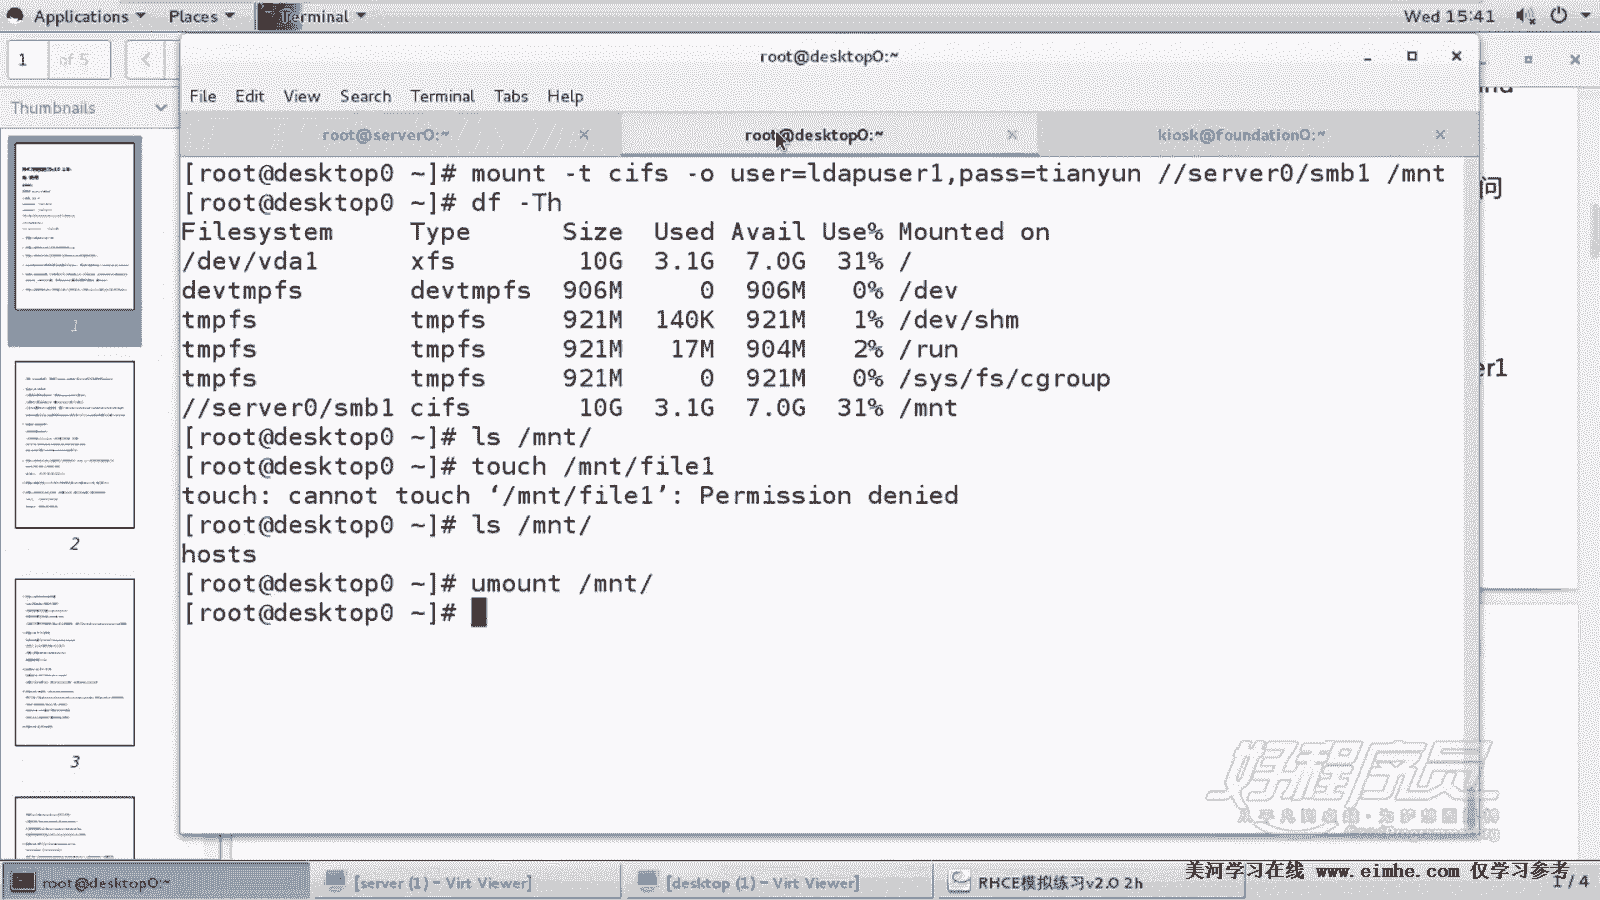 Applications Places Terminal Wed 15:41
1 of 5
root@desktop0:~
File Edit View Search Terminal Tabs Help
Thumbnails
root@server0:~ root@desktop0:~ kiosk@foundation0:~
[root@desktop0 ~]# mount -t cifs -o user=ldapuser1,pass=tianyun //server0/smb1 /mnt
[root@desktop0 ~]# df -Th
Filesystem Type Size Used Avail Use% Mounted on
/dev/vda1 xfs 10G 3.1G 7.0G 31% /
devtmpfs devtmpfs 906M 0 906M 0% /dev
tmpfs tmpfs 921M 140K 921M 1% /dev/shm
tmpfs tmpfs 921M 17M 904M 2% /run
tmpfs tmpfs 921M 0 921M 0% /sys/fs/cgroup
//server0/smb1 cifs 10G 3.1G 7.0G 31% /mnt
[root@desktop0 ~]# ls /mnt/
[root@desktop0 ~]# touch /mnt/file1
touch: cannot touch ‘/mnt/file1’: Permission denied
[root@desktop0 ~]# ls /mnt/
hosts
[root@desktop0 ~]# umount /mnt/
[root@desktop0 ~]#
问
er1
1
2
3
好程序员
美河学习在线 www.eimhe.com 仅学习参考
root@desktop0:~ [server (1) - Virt Viewer] [desktop (1) - Virt Viewer] RHCE模拟练习v2.0 2h 1 / 4